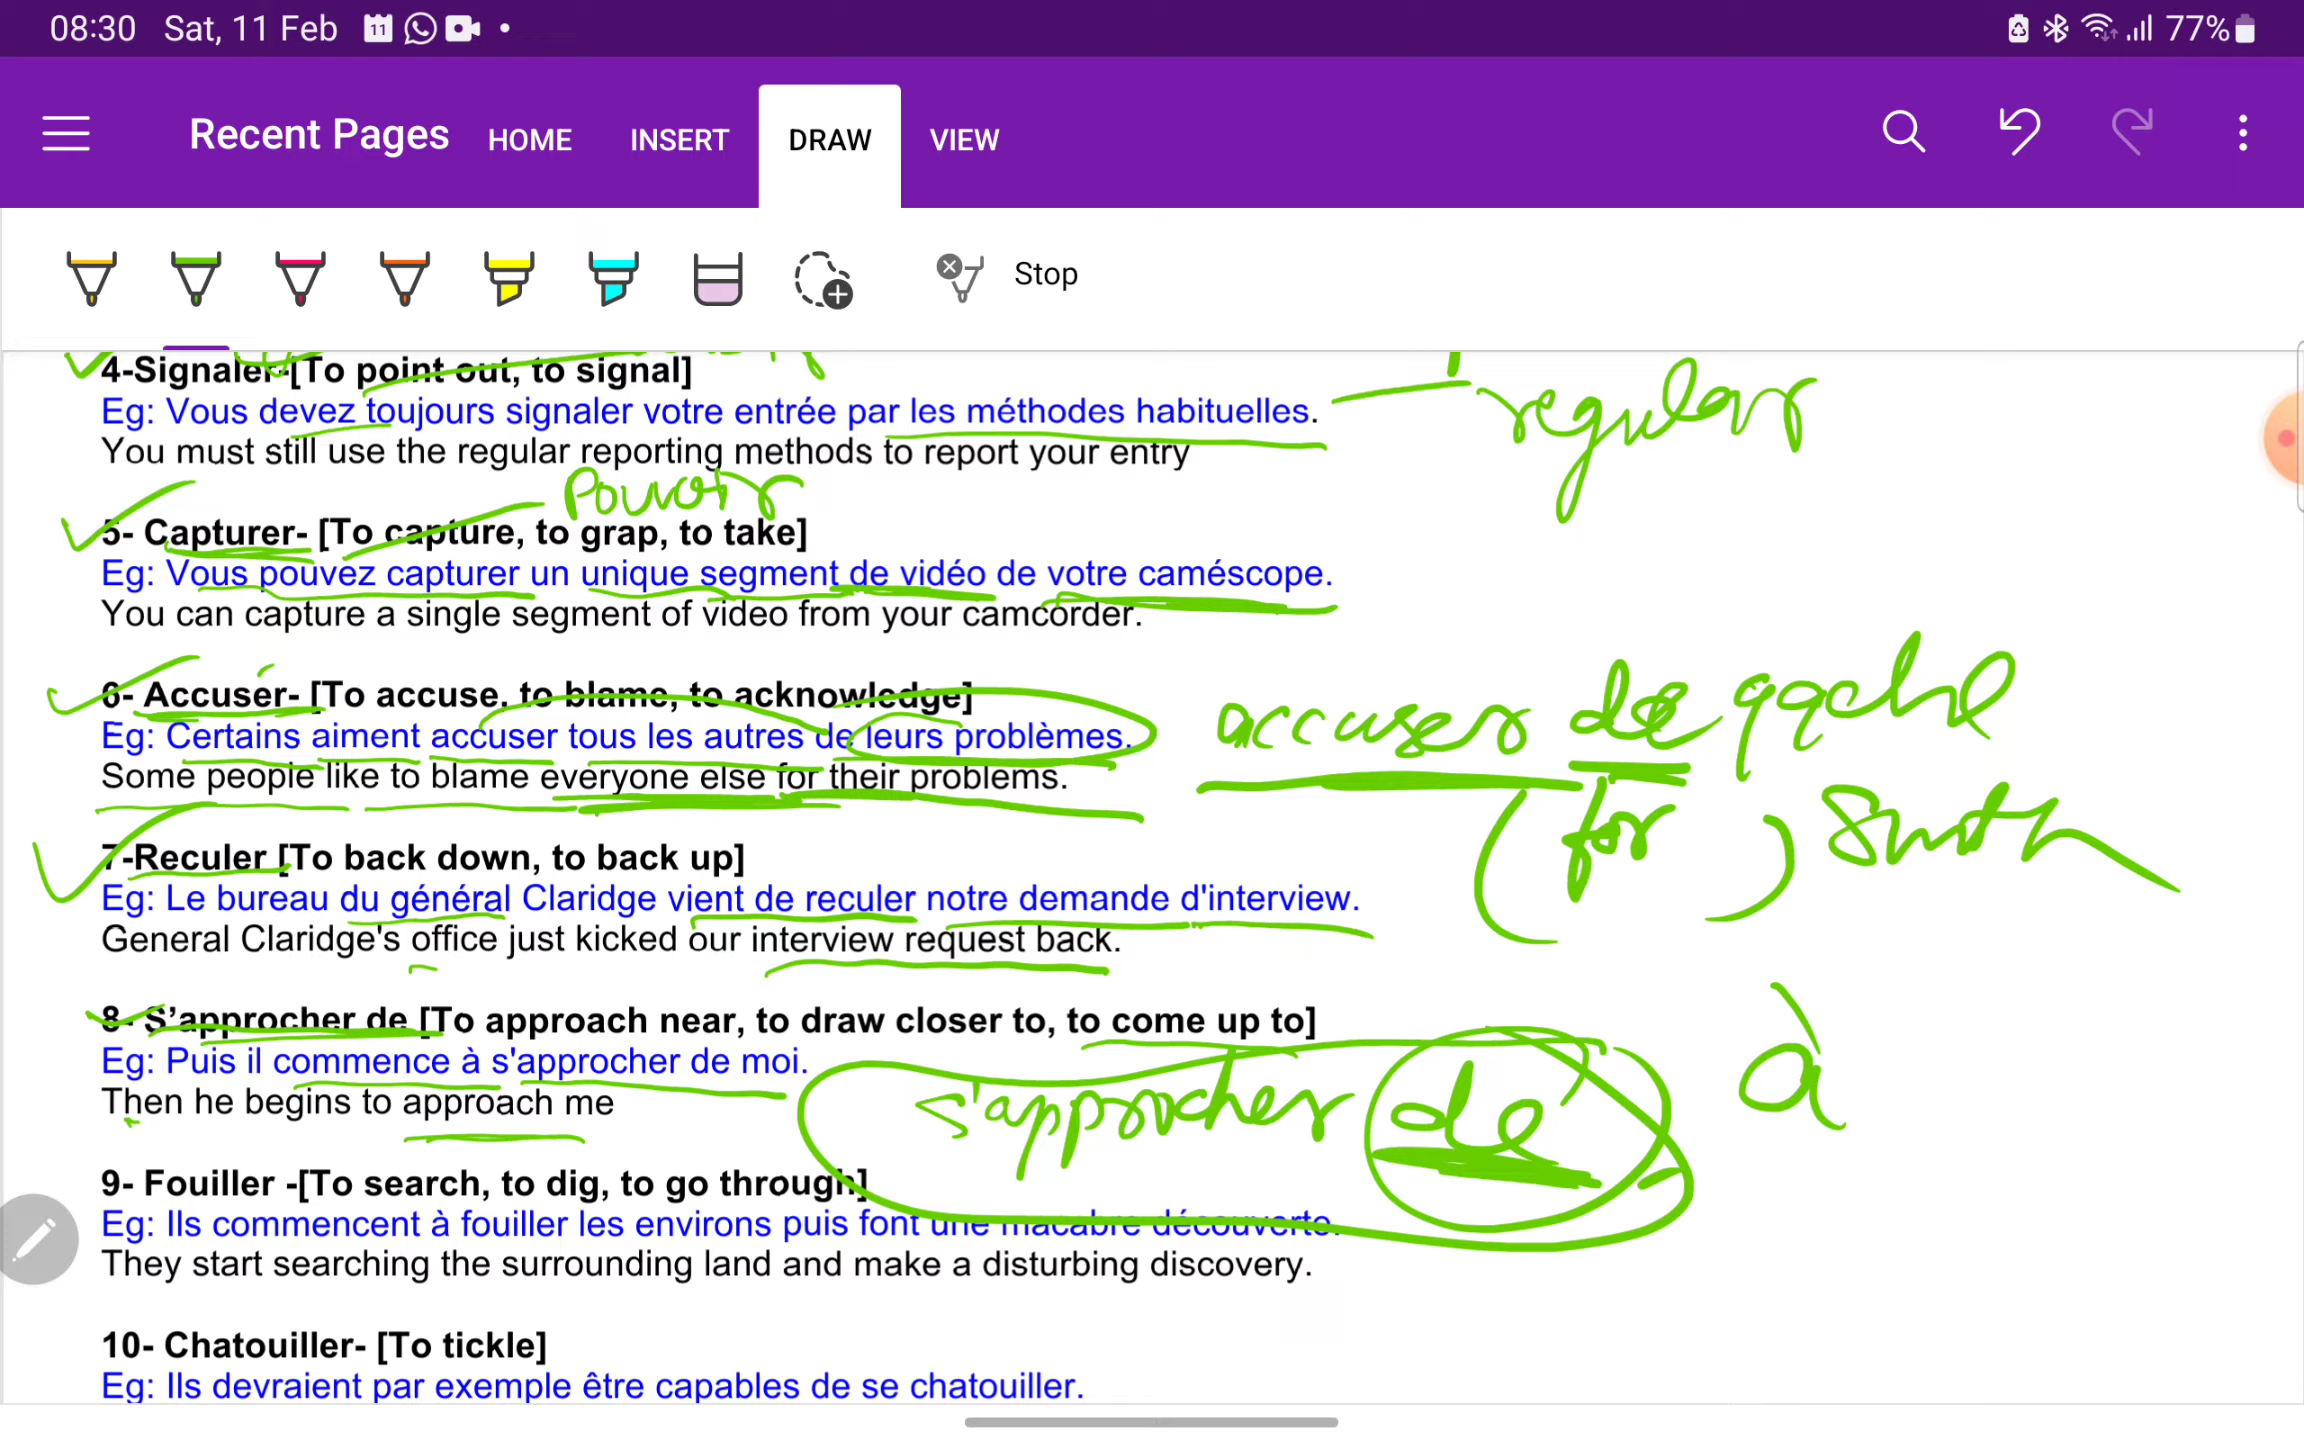 08:30 Sat, 11 Feb 11 77%
Recent Pages HOME INSERT DRAW VIEW
Stop
4-Signaler-[To point out, to signal]
Eg: Vous devez toujours signaler votre entrée par les méthodes habituelles.
regular
You must still use the regular reporting methods to report your entry
Pouvoir
5- Capturer- [To capture, to grap, to take]
Eg: Vous pouvez capturer un unique segment de vidéo de votre caméscope.
You can capture a single segment of video from your camcorder.
6- Accuser- [To accuse, to blame, to acknowledge]
accuser de qqche
Eg: Certains aiment accuser tous les autres de leurs problèmes.
Some people like to blame everyone else for their problems.
(for) smth
7-Reculer [To back down, to back up]
Eg: Le bureau du général Claridge vient de reculer notre demande d'interview.
General Claridge's office just kicked our interview request back.
8- S’approcher de [To approach near, to draw closer to, to come up to]
Eg: Puis il commence à s'approcher de moi.
à
Then he begins to approach me
s'approcher de
9- Fouiller -[To search, to dig, to go through]
Eg: Ils commencent à fouiller les environs puis font une macabre découverte.
They start searching the surrounding land and make a disturbing discovery.
10- Chatouiller- [To tickle]
Eg: Ils devraient par exemple être capables de se chatouiller.